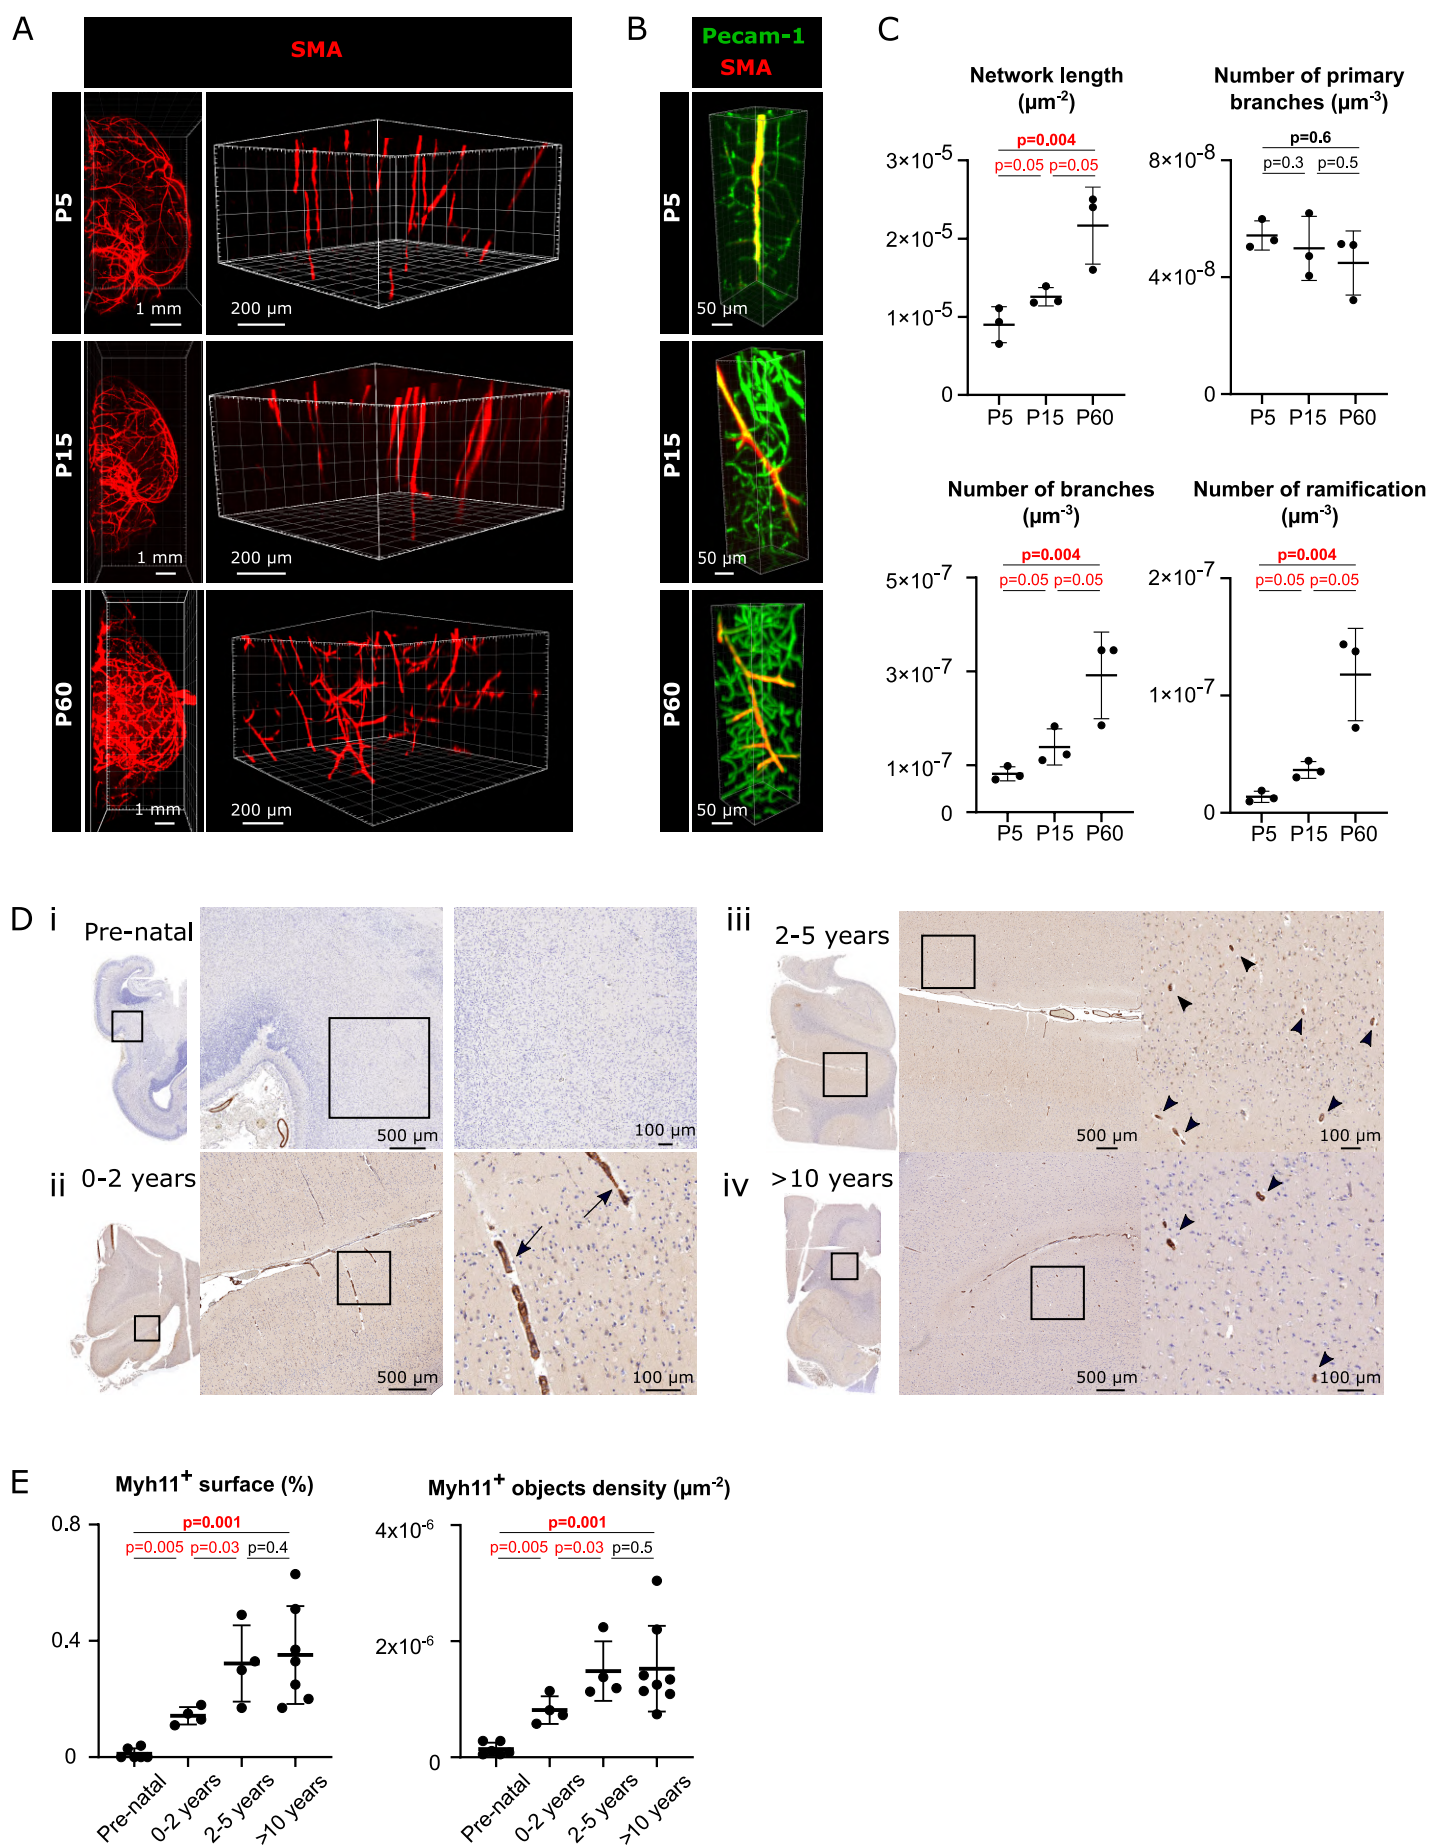 A
SMA
P5
1 mm
200 µm
P15
1 mm
200 µm
P60
1 mm
200 µm
B
Pecam-1
SMA
P5
50 µm
P15
50 µm
P60
50 µm
C
Network length
(µm-2)
p=0.004
p=0.05 p=0.05
3×10-5
2×10-5
1×10-5
0
P5 P15 P60
Number of primary
branches (µm-3)
p=0.6
p=0.3 p=0.5
8×10-8
4×10-8
0
P5 P15 P60
Number of branches
(µm-3)
p=0.004
p=0.05 p=0.05
5×10-7
3×10-7
1×10-7
0
P5 P15 P60
Number of ramification
(µm-3)
p=0.004
p=0.05 p=0.05
2×10-7
1×10-7
0
P5 P15 P60
D
i
Pre-natal
500 µm
100 µm
ii
0-2 years
500 µm
100 µm
iii
2-5 years
500 µm
100 µm
iv
>10 years
500 µm
100 µm
E
Myh11+ surface (%)
p=0.001
p=0.005 p=0.03 p=0.4
0.8
0.4
0
Pre-natal
0-2 years
2-5 years
>10 years
Myh11+ objects density (µm-2)
p=0.001
p=0.005 p=0.03 p=0.5
4x10-6
2x10-6
0
Pre-natal
0-2 years
2-5 years
>10 years